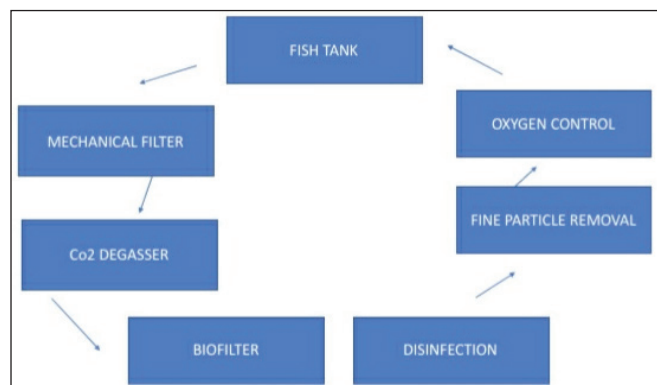 FISH TANK
MECHANICAL FILTER
Co2 DEGASSER
BIOFILTER
DISINFECTION
FINE PARTICLE REMOVAL
OXYGEN CONTROL